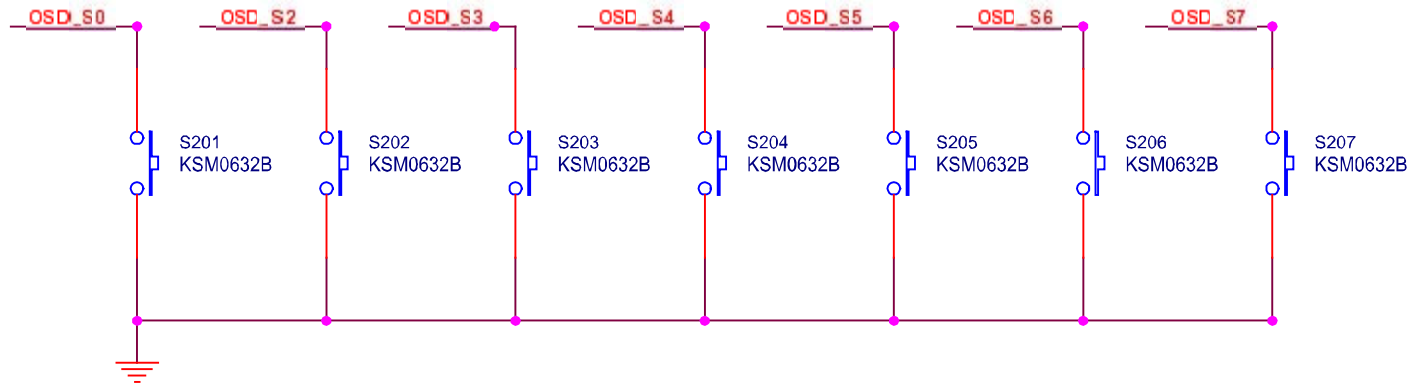 OSD_S0 OSD_S2 OSD_S3 OSD_S4 OSD_S5 OSD_S6 OSD_S7
S201 S202 S203 S204 S205 S206 S207
KSM0632B KSM0632B KSM0632B KSM0632B KSM0632B KSM0632B KSM0632B